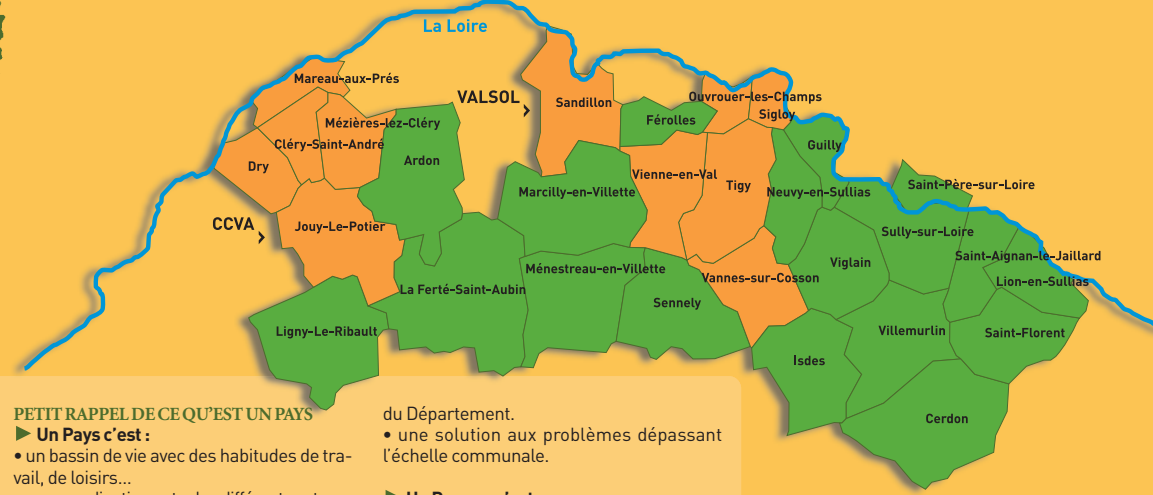 La Loire
Mareau-aux-Prés
VALSOL
Sandillon
Ouvrouer-les-Champs
Sigloy
Férolles
Mézières-lez-Cléry
Cléry-Saint-André
Ardon
Dry
Guilly
Marcilly-en-Villette
Vienne-en-Val
Tigy
Neuvy-en-Sullias
Saint-Père-sur-Loire
CCVA
Jouy-Le-Potier
Sully-sur-Loire
Saint-Aignan-le-Jaillard
Viglain
Ménestreau-en-Villette
Vannes-sur-Cosson
Lion-en-Sullias
La Ferté-Saint-Aubin
Sennely
Ligny-Le-Ribault
Villemurlin
Saint-Florent
Isdes
Cerdon
PETIT RAPPEL DE CE QU'EST UN PAYS
► Un Pays c'est :
• un bassin de vie avec des habitudes de tra-
vail, de loisirs...
du Département.
• une solution aux problèmes dépassant
l'échelle communale.